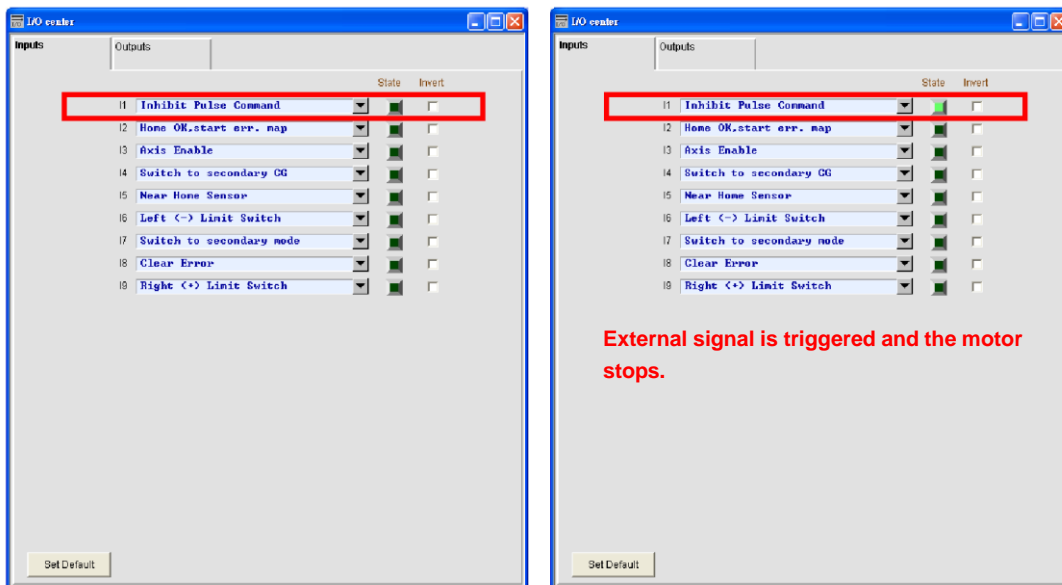 I/O center
Inputs
Outputs
State Invert
I1 Inhibit Pulse Command
I2 Home OK,start err. map
I3 Axis Enable
I4 Switch to secondary CG
I5 Near Home Sensor
I6 Left (-) Limit Switch
I7 Switch to secondary mode
I8 Clear Error
I9 Right (+) Limit Switch
Set Default
I/O center
Inputs
Outputs
State Invert
I1 Inhibit Pulse Command
I2 Home OK,start err. map
I3 Axis Enable
I4 Switch to secondary CG
I5 Near Home Sensor
I6 Left (-) Limit Switch
I7 Switch to secondary mode
I8 Clear Error
I9 Right (+) Limit Switch
External signal is triggered and the motor
stops.
Set Default